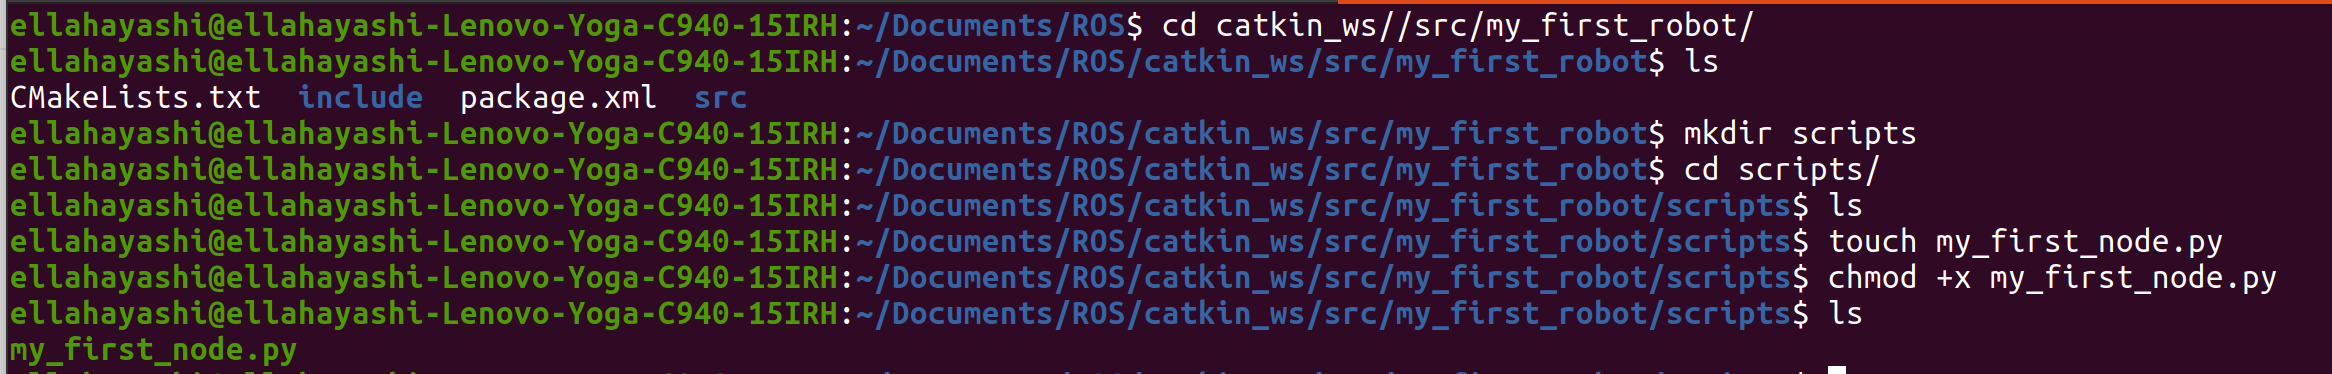 ellahayashi@ellahayashi-Lenovo-Yoga-C940-15IRH:~/Documents/ROS$ cd catkin_ws//src/my_first_robot/
ellahayashi@ellahayashi-Lenovo-Yoga-C940-15IRH:~/Documents/ROS/catkin_ws/src/my_first_robot$ ls
CMakeLists.txt  include  package.xml  src
ellahayashi@ellahayashi-Lenovo-Yoga-C940-15IRH:~/Documents/ROS/catkin_ws/src/my_first_robot$ mkdir scripts
ellahayashi@ellahayashi-Lenovo-Yoga-C940-15IRH:~/Documents/ROS/catkin_ws/src/my_first_robot$ cd scripts/
ellahayashi@ellahayashi-Lenovo-Yoga-C940-15IRH:~/Documents/ROS/catkin_ws/src/my_first_robot/scripts$ ls
ellahayashi@ellahayashi-Lenovo-Yoga-C940-15IRH:~/Documents/ROS/catkin_ws/src/my_first_robot/scripts$ touch my_first_node.py
ellahayashi@ellahayashi-Lenovo-Yoga-C940-15IRH:~/Documents/ROS/catkin_ws/src/my_first_robot/scripts$ chmod +x my_first_node.py
ellahayashi@ellahayashi-Lenovo-Yoga-C940-15IRH:~/Documents/ROS/catkin_ws/src/my_first_robot/scripts$ ls
my_first_node.py